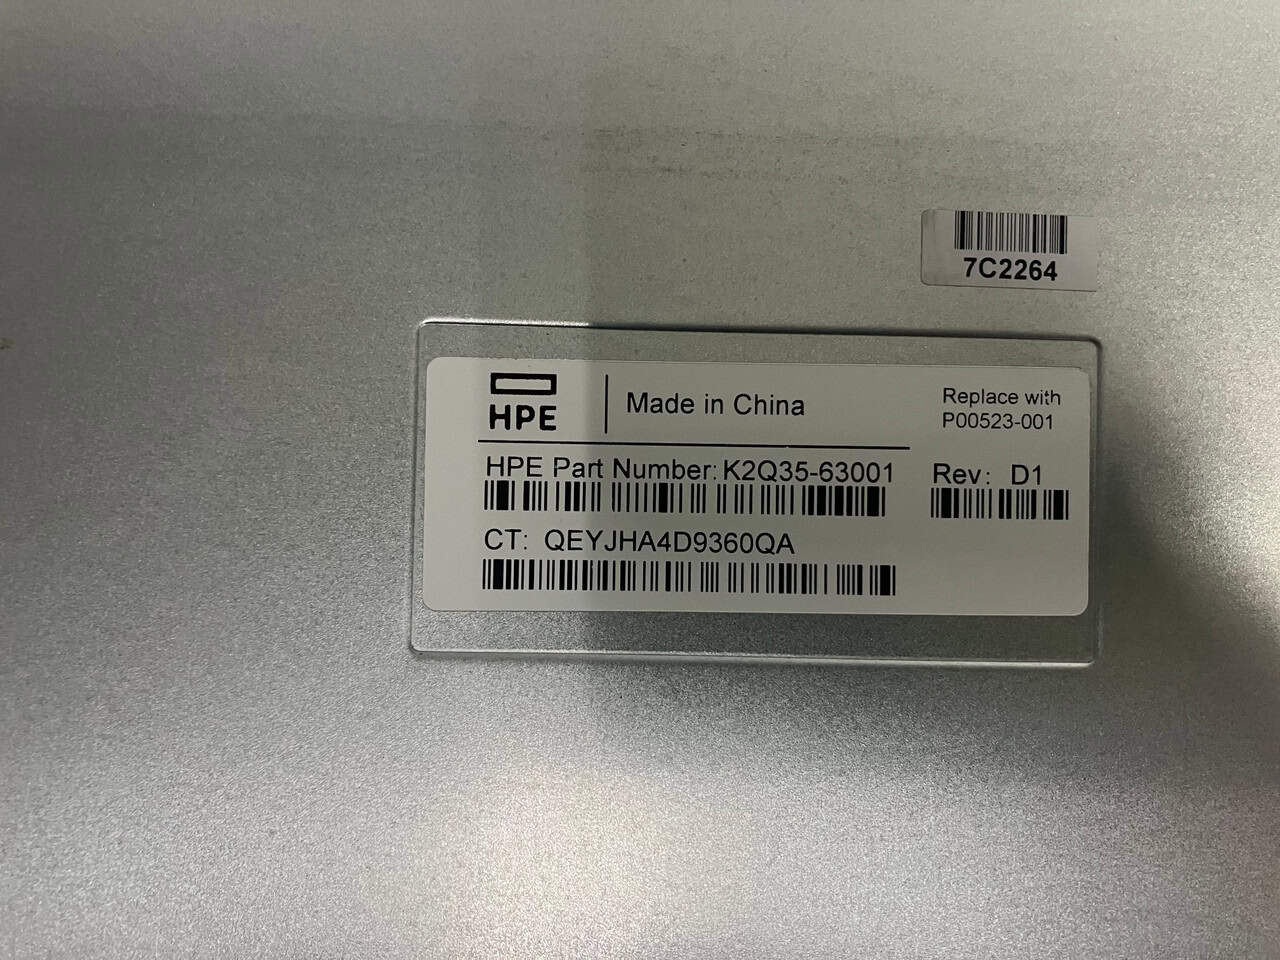 7C2264
HPE
Made in China
Replace with
P00523-001
HPE Part Number: K2Q35-63001
Rev: D1
CT: QEYJHA4D9360QA